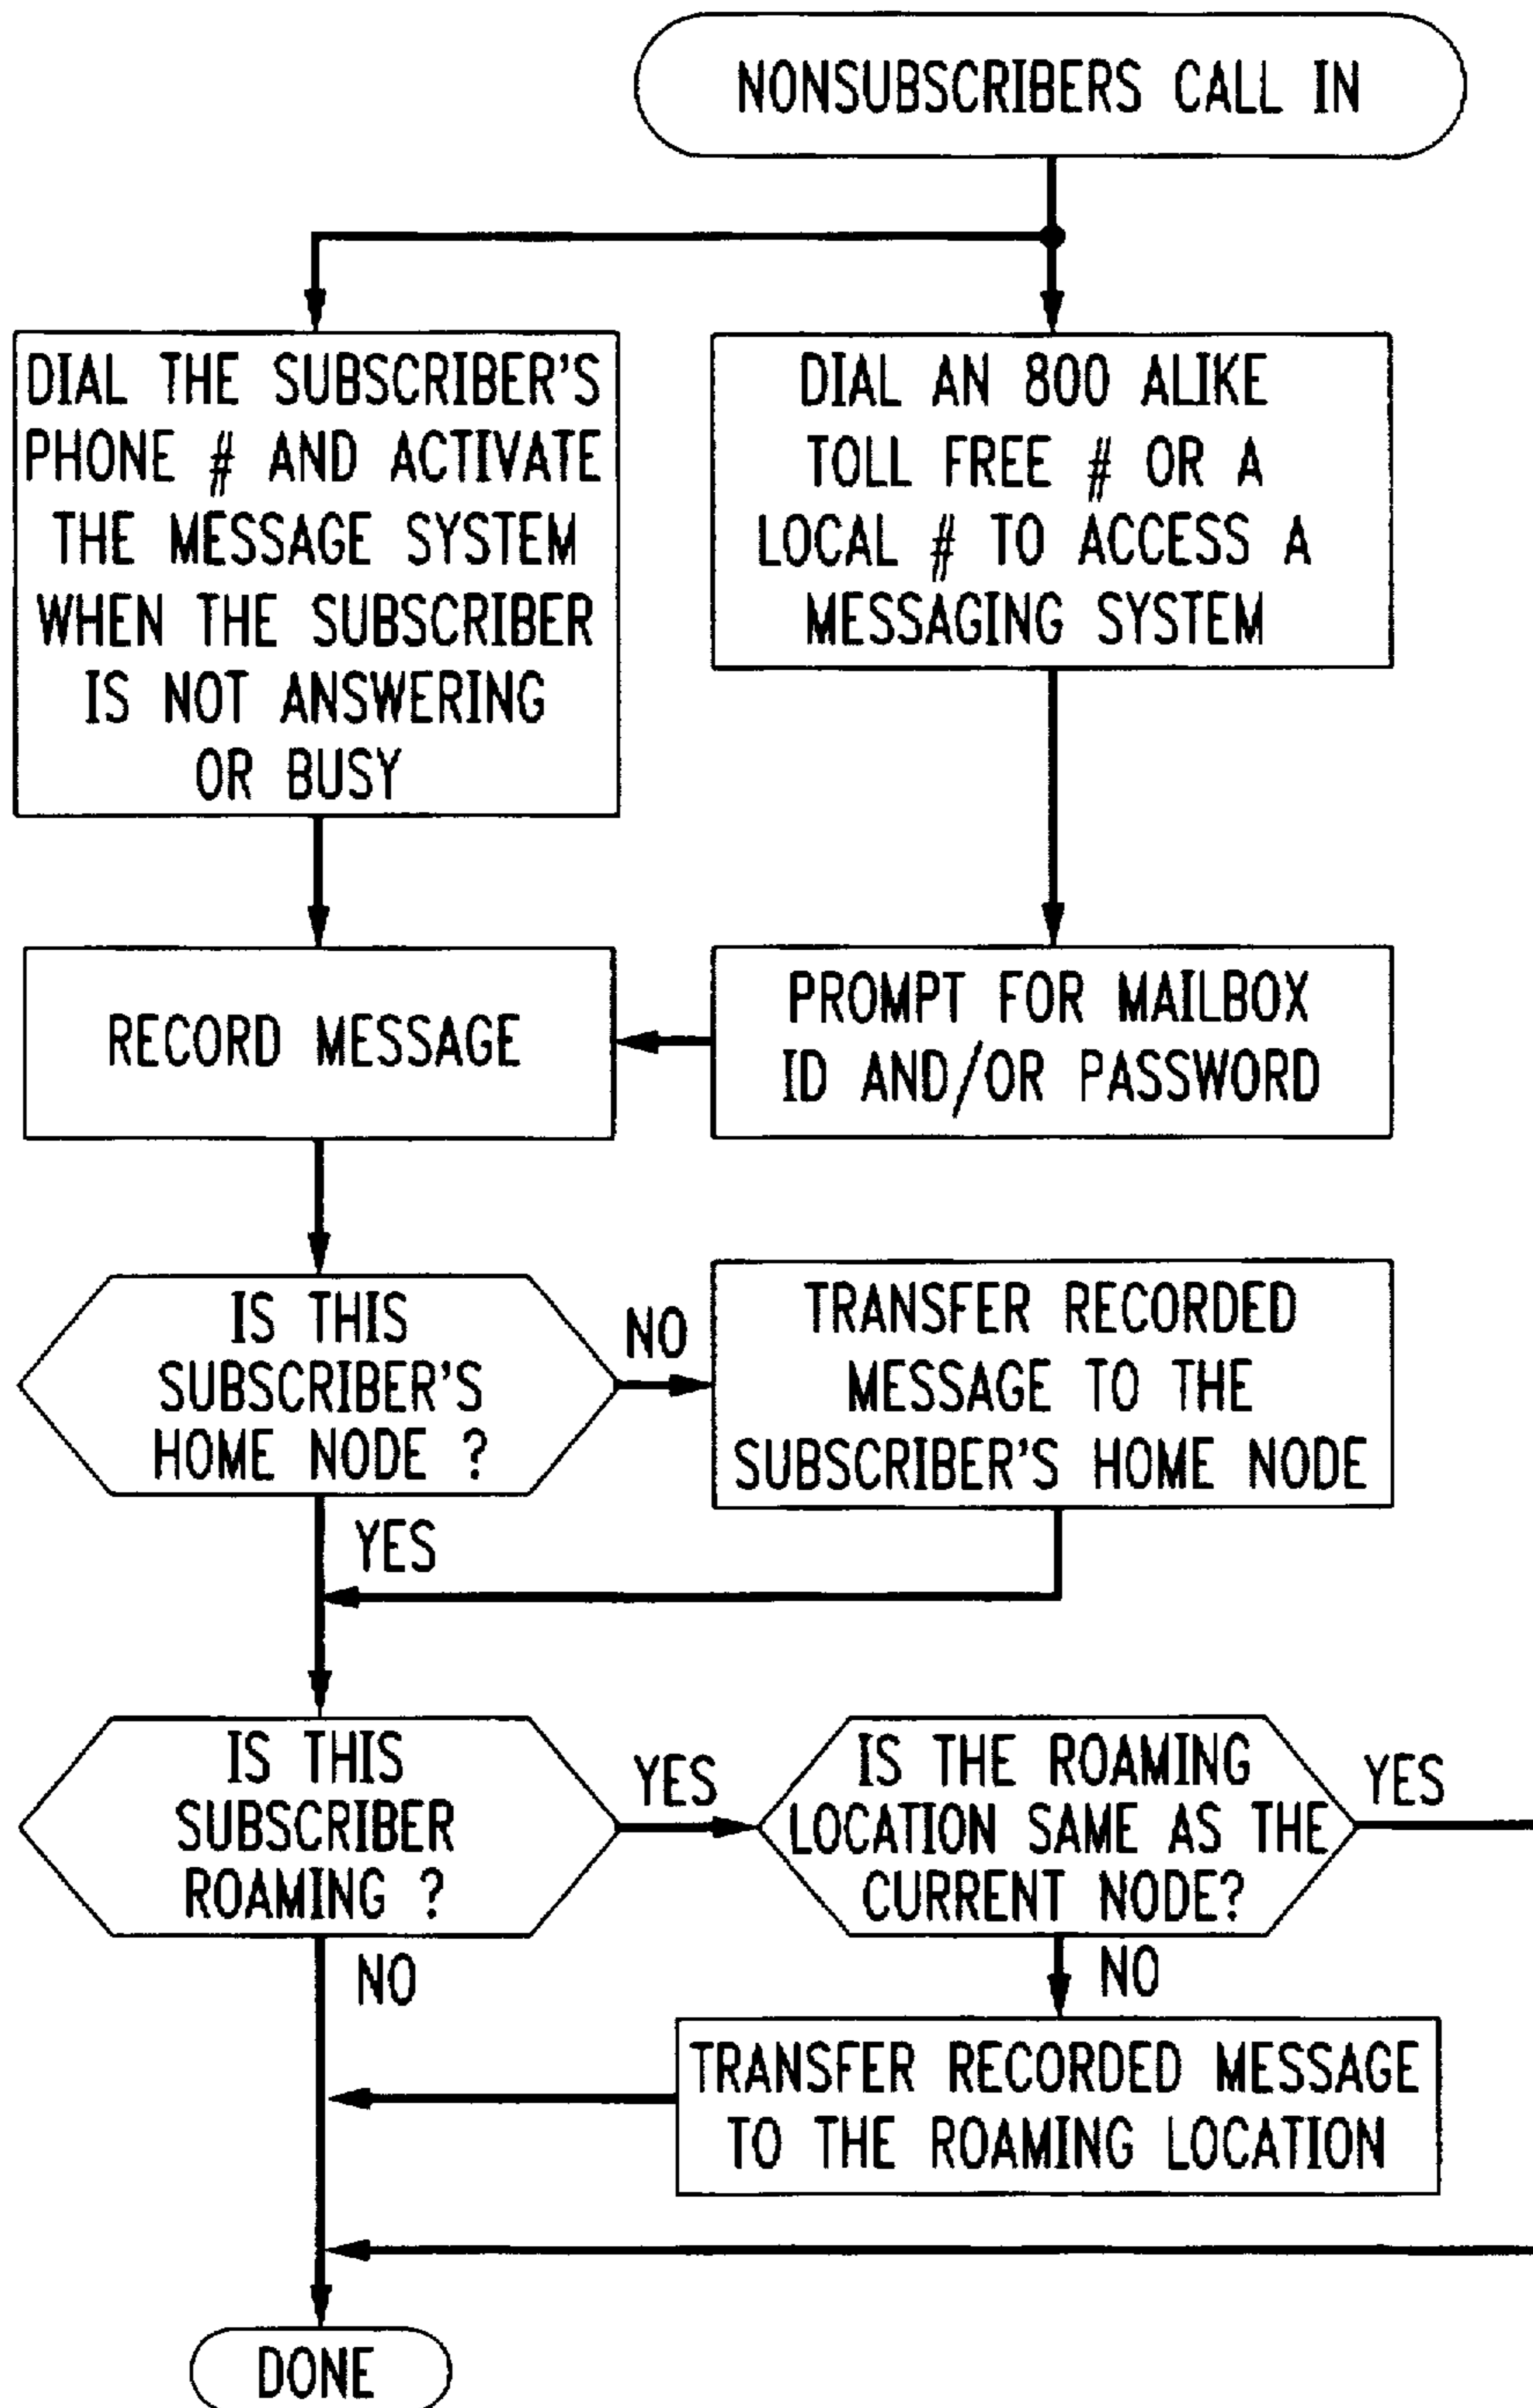 NONSUBSCRIBERS CALL IN
DIAL THE SUBSCRIBER'S
PHONE # AND ACTIVATE
THE MESSAGE SYSTEM
WHEN THE SUBSCRIBER
IS NOT ANSWERING
OR BUSY
DIAL AN 800 ALIKE
TOLL FREE # OR A
LOCAL # TO ACCESS A
MESSAGING SYSTEM
RECORD MESSAGE
PROMPT FOR MAILBOX
ID AND/OR PASSWORD
IS THIS
SUBSCRIBER'S
HOME NODE ?
NO
TRANSFER RECORDED
MESSAGE TO THE
SUBSCRIBER'S HOME NODE
YES
IS THIS
SUBSCRIBER
ROAMING ?
YES
IS THE ROAMING
LOCATION SAME AS THE
CURRENT NODE?
YES
NO
NO
TRANSFER RECORDED MESSAGE
TO THE ROAMING LOCATION
DONE